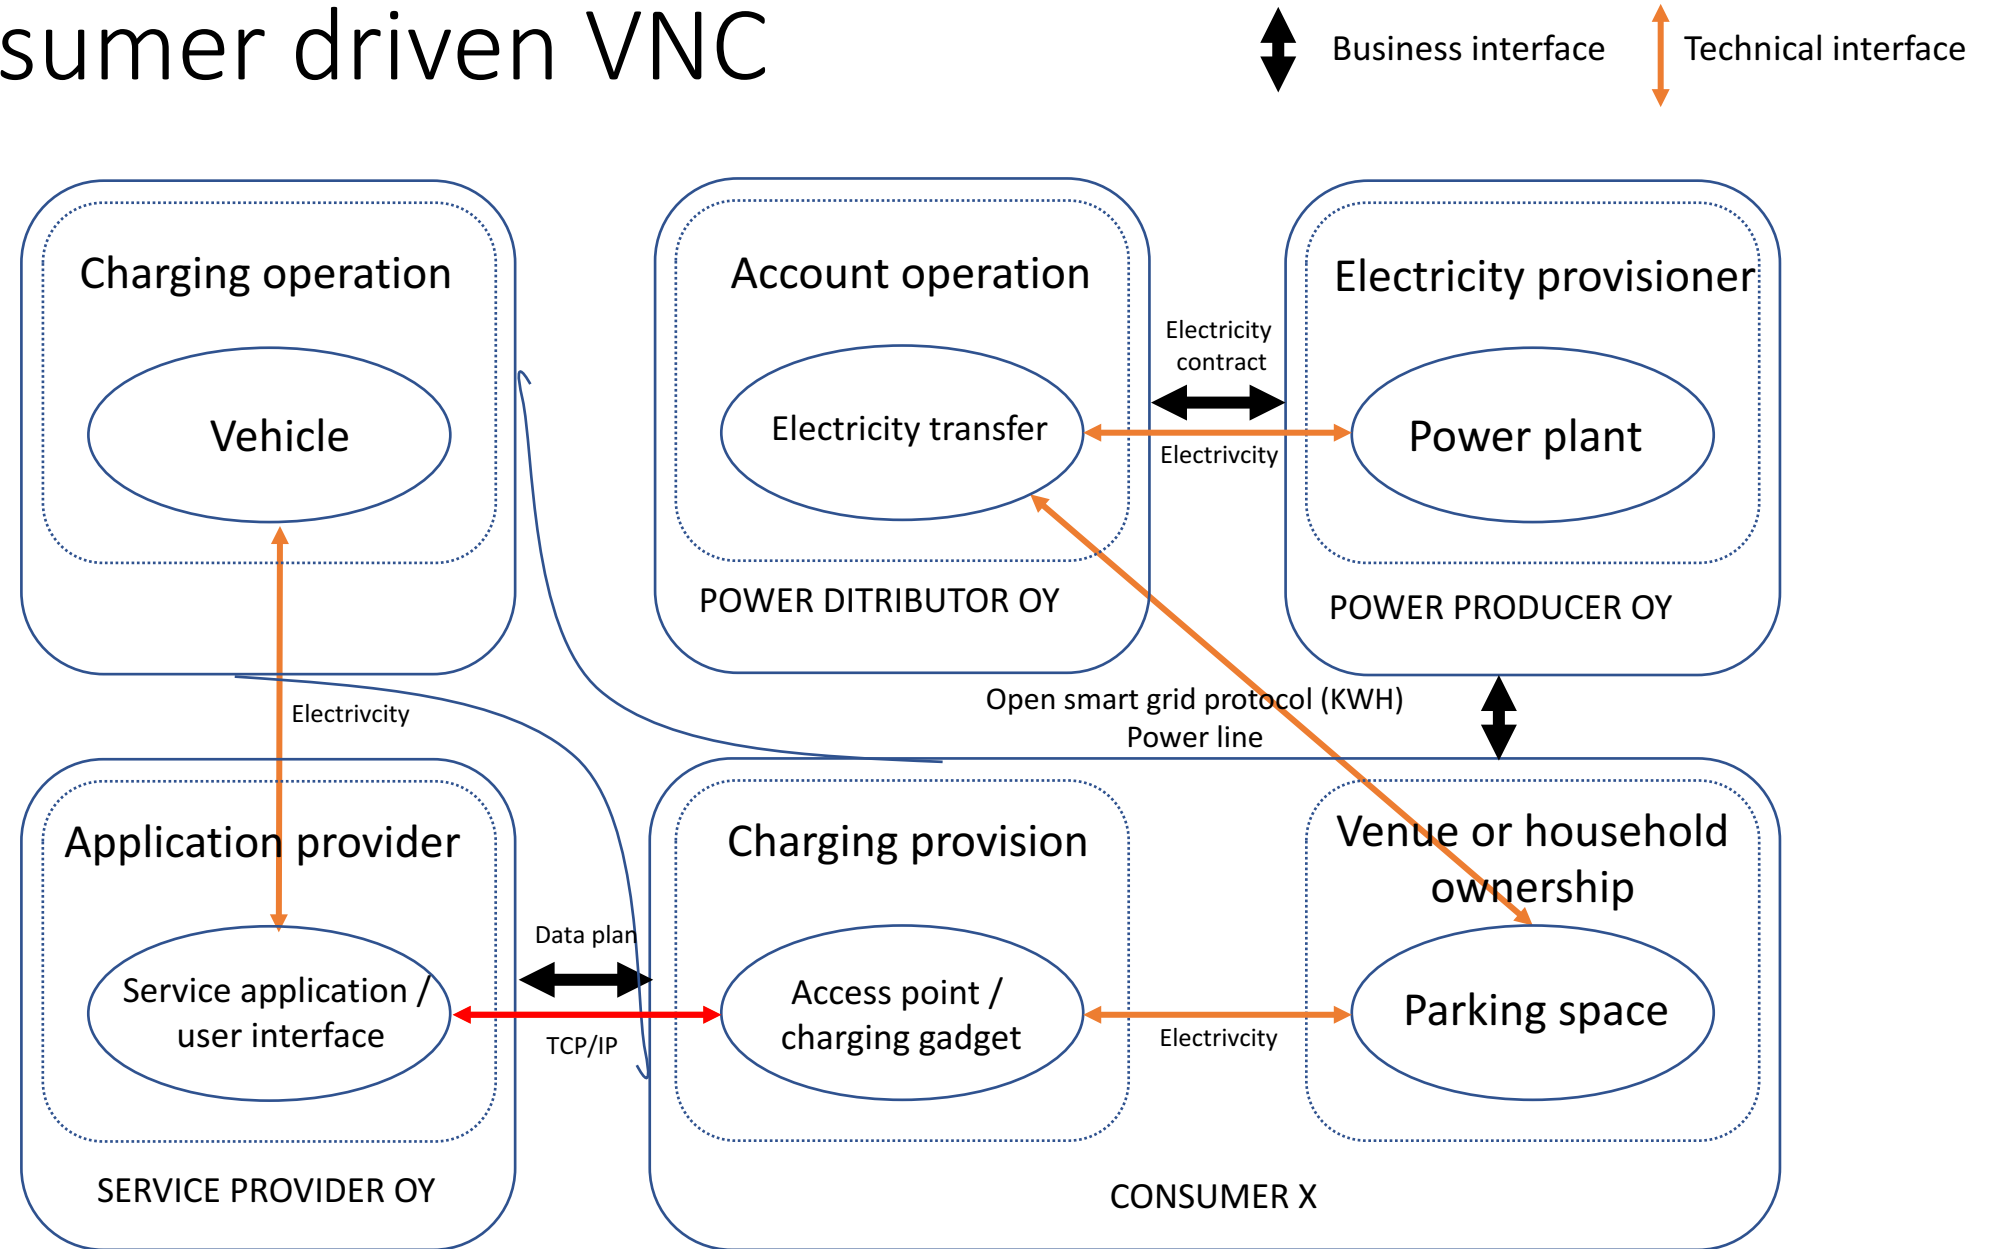 sumer driven VNC
Business interface
Technical interface
Charging operation
Vehicle
Account operation
Electricity transfer
POWER DITRIBUTOR OY
Electricity
contract
Electrivcity
Electricity provisioner
Power plant
POWER PRODUCER OY
Electrivcity
Open smart grid protocol (KWH)
Power line
Application provider
Service application /
user interface
SERVICE PROVIDER OY
Data plan
TCP/IP
Charging provision
Access point /
charging gadget
Electrivcity
Venue or household
ownership
Parking space
CONSUMER X